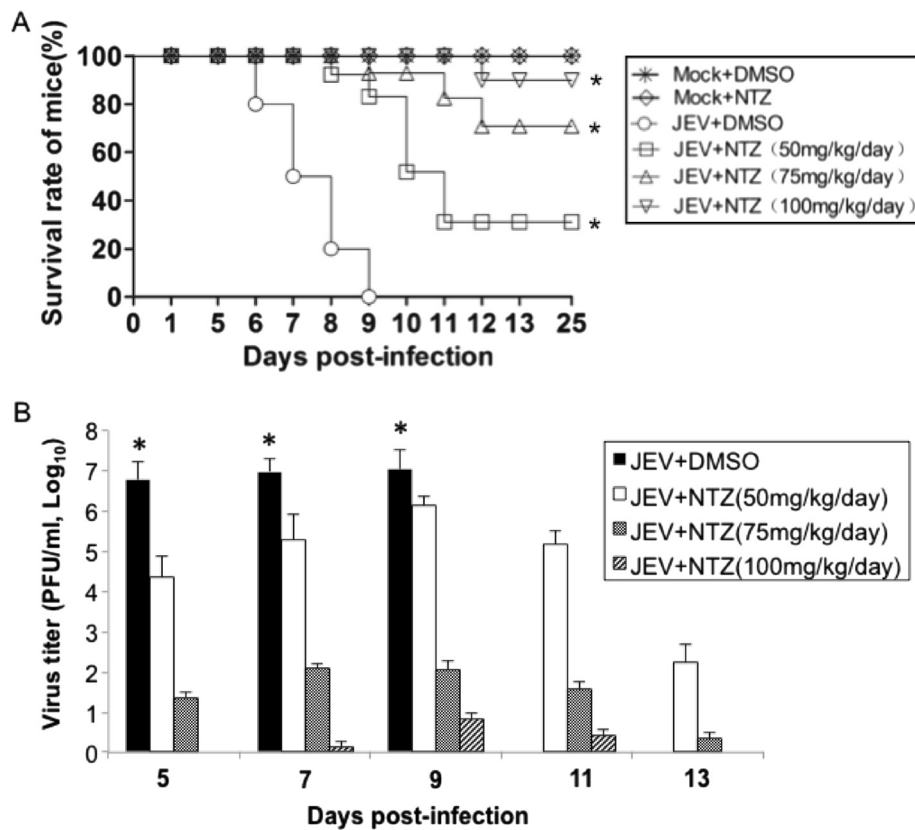 A
Survival rate of mice(%)
100
80
60
40
20
0
0 1 5 6 7 8 9 10 11 12 13 25
Days post-infection
*
*
*
Mock+DMSO
Mock+NTZ
JEV+DMSO
JEV+NTZ（50mg/kg/day)
JEV+NTZ（75mg/kg/day)
JEV+NTZ（100mg/kg/day)
B
Virus titer (PFU/ml, Log₁₀)
8
7
6
5
4
3
2
1
0
* * *
5 7 9 11 13
Days post-infection
JEV+DMSO
JEV+NTZ(50mg/kg/day)
JEV+NTZ(75mg/kg/day)
JEV+NTZ(100mg/kg/day)